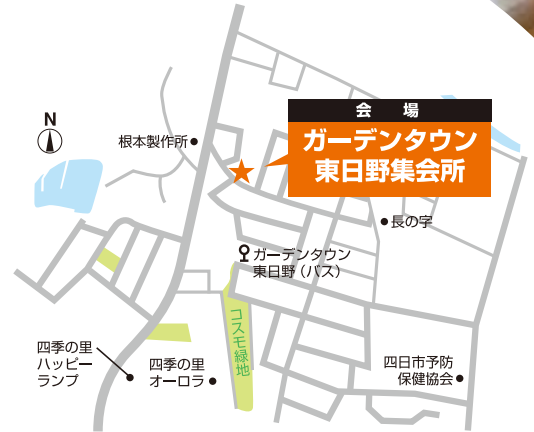 会　場
ガーデンタウン
東日野集会所
N
根本製作所
長の字
ガーデンタウン
東日野（バス）
コスモ緑地
四季の里
ハッピー
ランプ
四季の里
オーロラ
四日市予防
保健協会